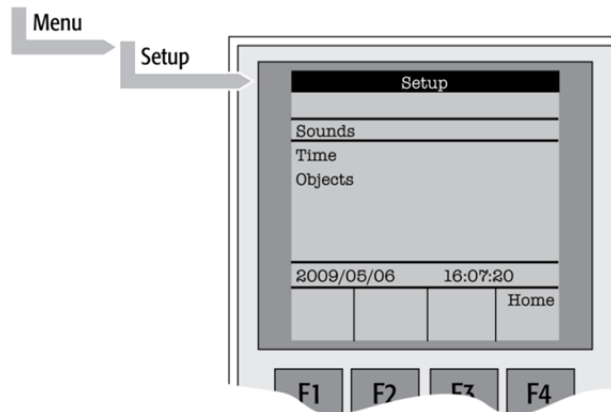 Menu
Setup
Setup
Sounds
Time
Objects
2009/05/06 16:07:20
Home
F1 F2 F3 F4